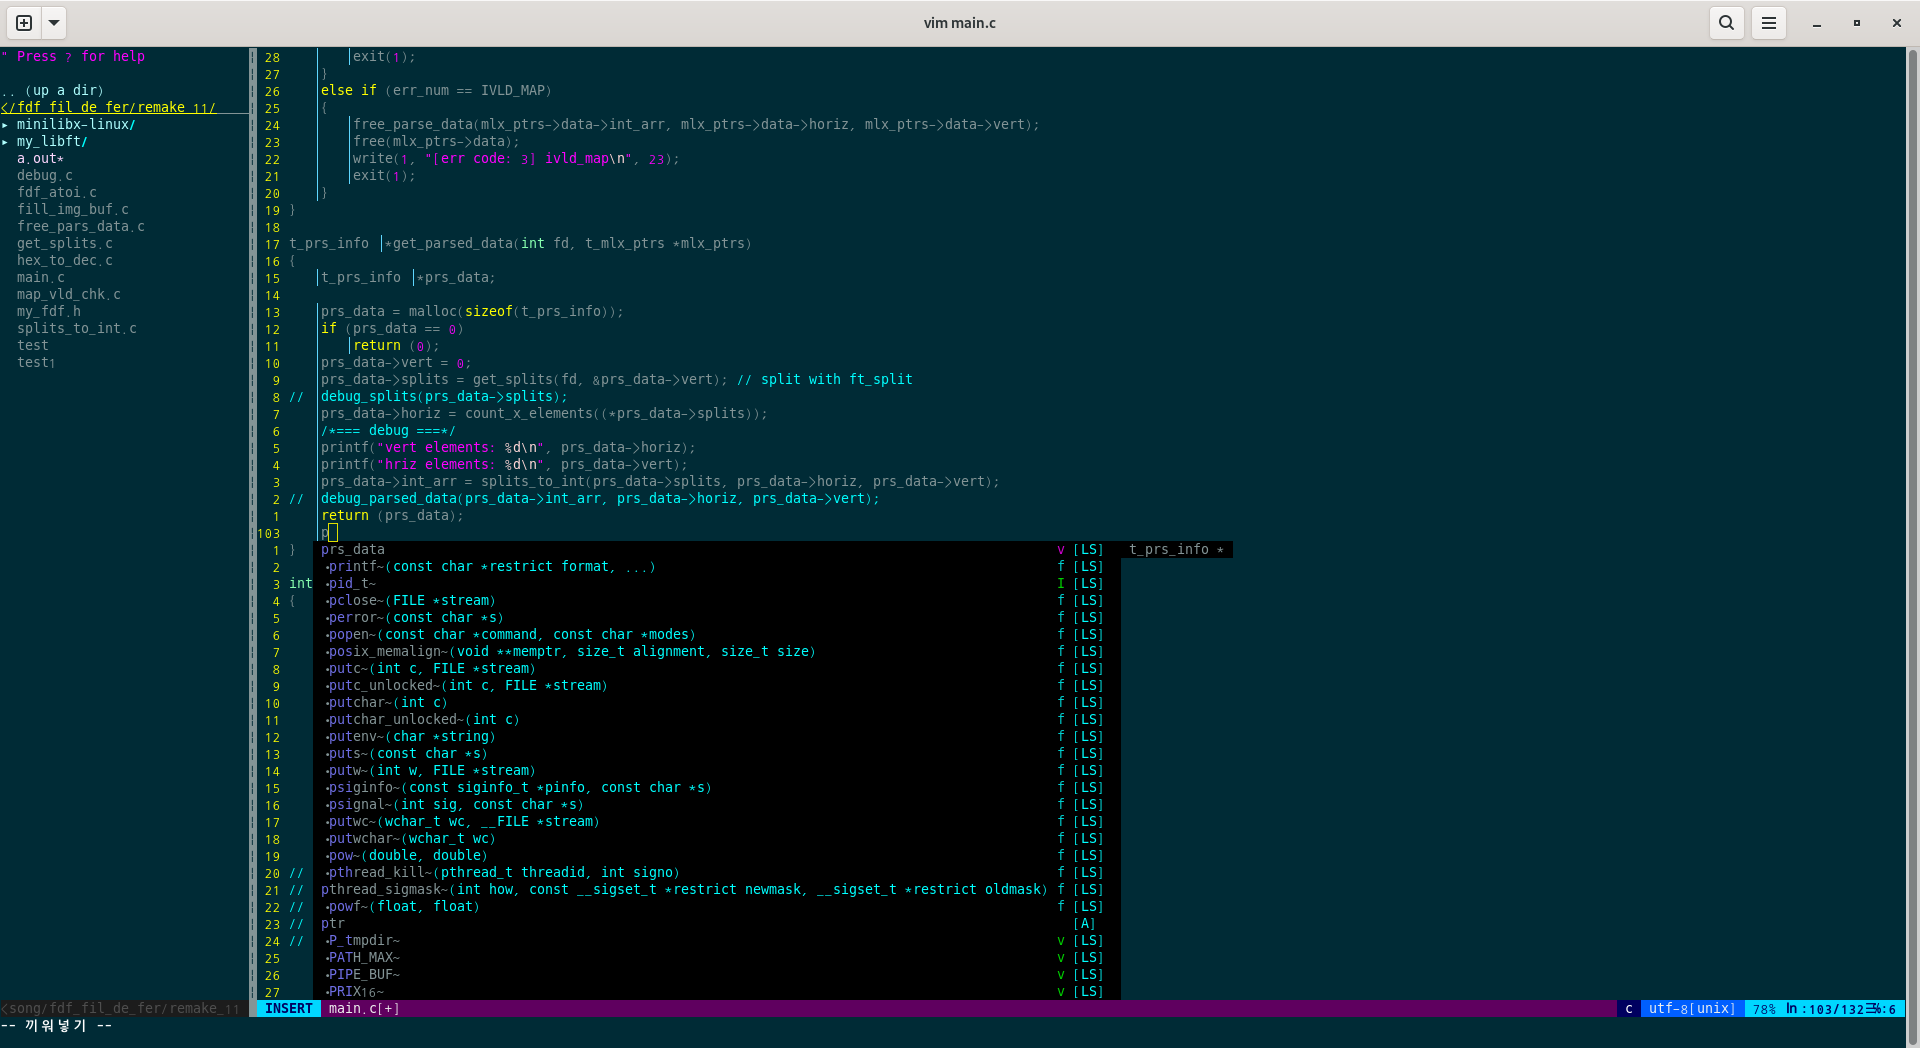 vim main.c
" Press ? for help
.. (up a dir)
</fdf_fil_de_fer/remake_11/
▸ minilibx-linux/
▸ my_libft/
a.out*
debug.c
fdf_atoi.c
fill_img_buf.c
free_pars_data.c
get_splits.c
hex_to_dec.c
main.c
map_vld_chk.c
my_fdf.h
splits_to_int.c
test
test1
<song/fdf_fil_de_fer/remake_11
28 exit(1);
27 }
26 else if (err_num == IVLD_MAP)
25 {
24 free_parse_data(mlx_ptrs->data->int_arr, mlx_ptrs->data->horiz, mlx_ptrs->data->vert);
23 free(mlx_ptrs->data);
22 write(1, "[err code: 3] ivld_map\n", 23);
21 exit(1);
20 }
19 }
18
17 t_prs_info *get_parsed_data(int fd, t_mlx_ptrs *mlx_ptrs)
16 {
15 t_prs_info *prs_data;
14
13 prs_data = malloc(sizeof(t_prs_info));
12 if (prs_data == 0)
11 return (0);
10 prs_data->vert = 0;
9 prs_data->splits = get_splits(fd, &prs_data->vert); // split with ft_split
8 // debug_splits(prs_data->splits);
7 prs_data->horiz = count_x_elements((*prs_data->splits));
6 /*=== debug ===*/
5 printf("vert elements: %d\n", prs_data->horiz);
4 printf("hriz elements: %d\n", prs_data->vert);
3 prs_data->int_arr = splits_to_int(prs_data->splits, prs_data->horiz, prs_data->vert);
2 // debug_parsed_data(prs_data->int_arr, prs_data->horiz, prs_data->vert);
1 return (prs_data);
103 p
1 } prs_data v [LS] t_prs_info *
2 •printf~(const char *restrict format, ...) f [LS]
3 int •pid_t~ I [LS]
4 { •pclose~(FILE *stream) f [LS]
5 •perror~(const char *s) f [LS]
6 •popen~(const char *command, const char *modes) f [LS]
7 •posix_memalign~(void **memptr, size_t alignment, size_t size) f [LS]
8 •putc~(int c, FILE *stream) f [LS]
9 •putc_unlocked~(int c, FILE *stream) f [LS]
10 •putchar~(int c) f [LS]
11 •putchar_unlocked~(int c) f [LS]
12 •putenv~(char *string) f [LS]
13 •puts~(const char *s) f [LS]
14 •putw~(int w, FILE *stream) f [LS]
15 •psiginfo~(const siginfo_t *pinfo, const char *s) f [LS]
16 •psignal~(int sig, const char *s) f [LS]
17 •putwc~(wchar_t wc, __FILE *stream) f [LS]
18 •putwchar~(wchar_t wc) f [LS]
19 •pow~(double, double) f [LS]
20 // •pthread_kill~(pthread_t threadid, int signo) f [LS]
21 // pthread_sigmask~(int how, const __sigset_t *restrict newmask, __sigset_t *restrict oldmask) f [LS]
22 // •powf~(float, float) f [LS]
23 // ptr [A]
24 // •P_tmpdir~ v [LS]
25 •PATH_MAX~ v [LS]
26 •PIPE_BUF~ v [LS]
27 •PRIX16~ v [LS]
INSERT main.c[+] c utf-8[unix] 78% ln :103/132☰%:6
-- 끼워넣기 --